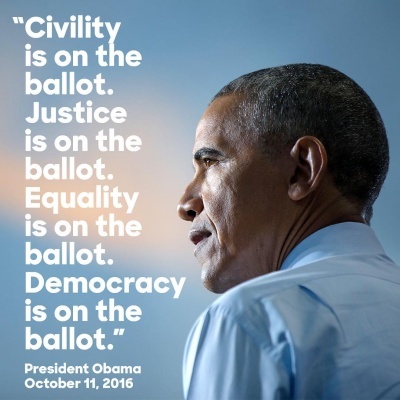 “Civility
is on the
ballot.
Justice
is on the
ballot.
Equality
is on the
ballot.
Democracy
is on the
ballot.”
President Obama
October 11, 2016